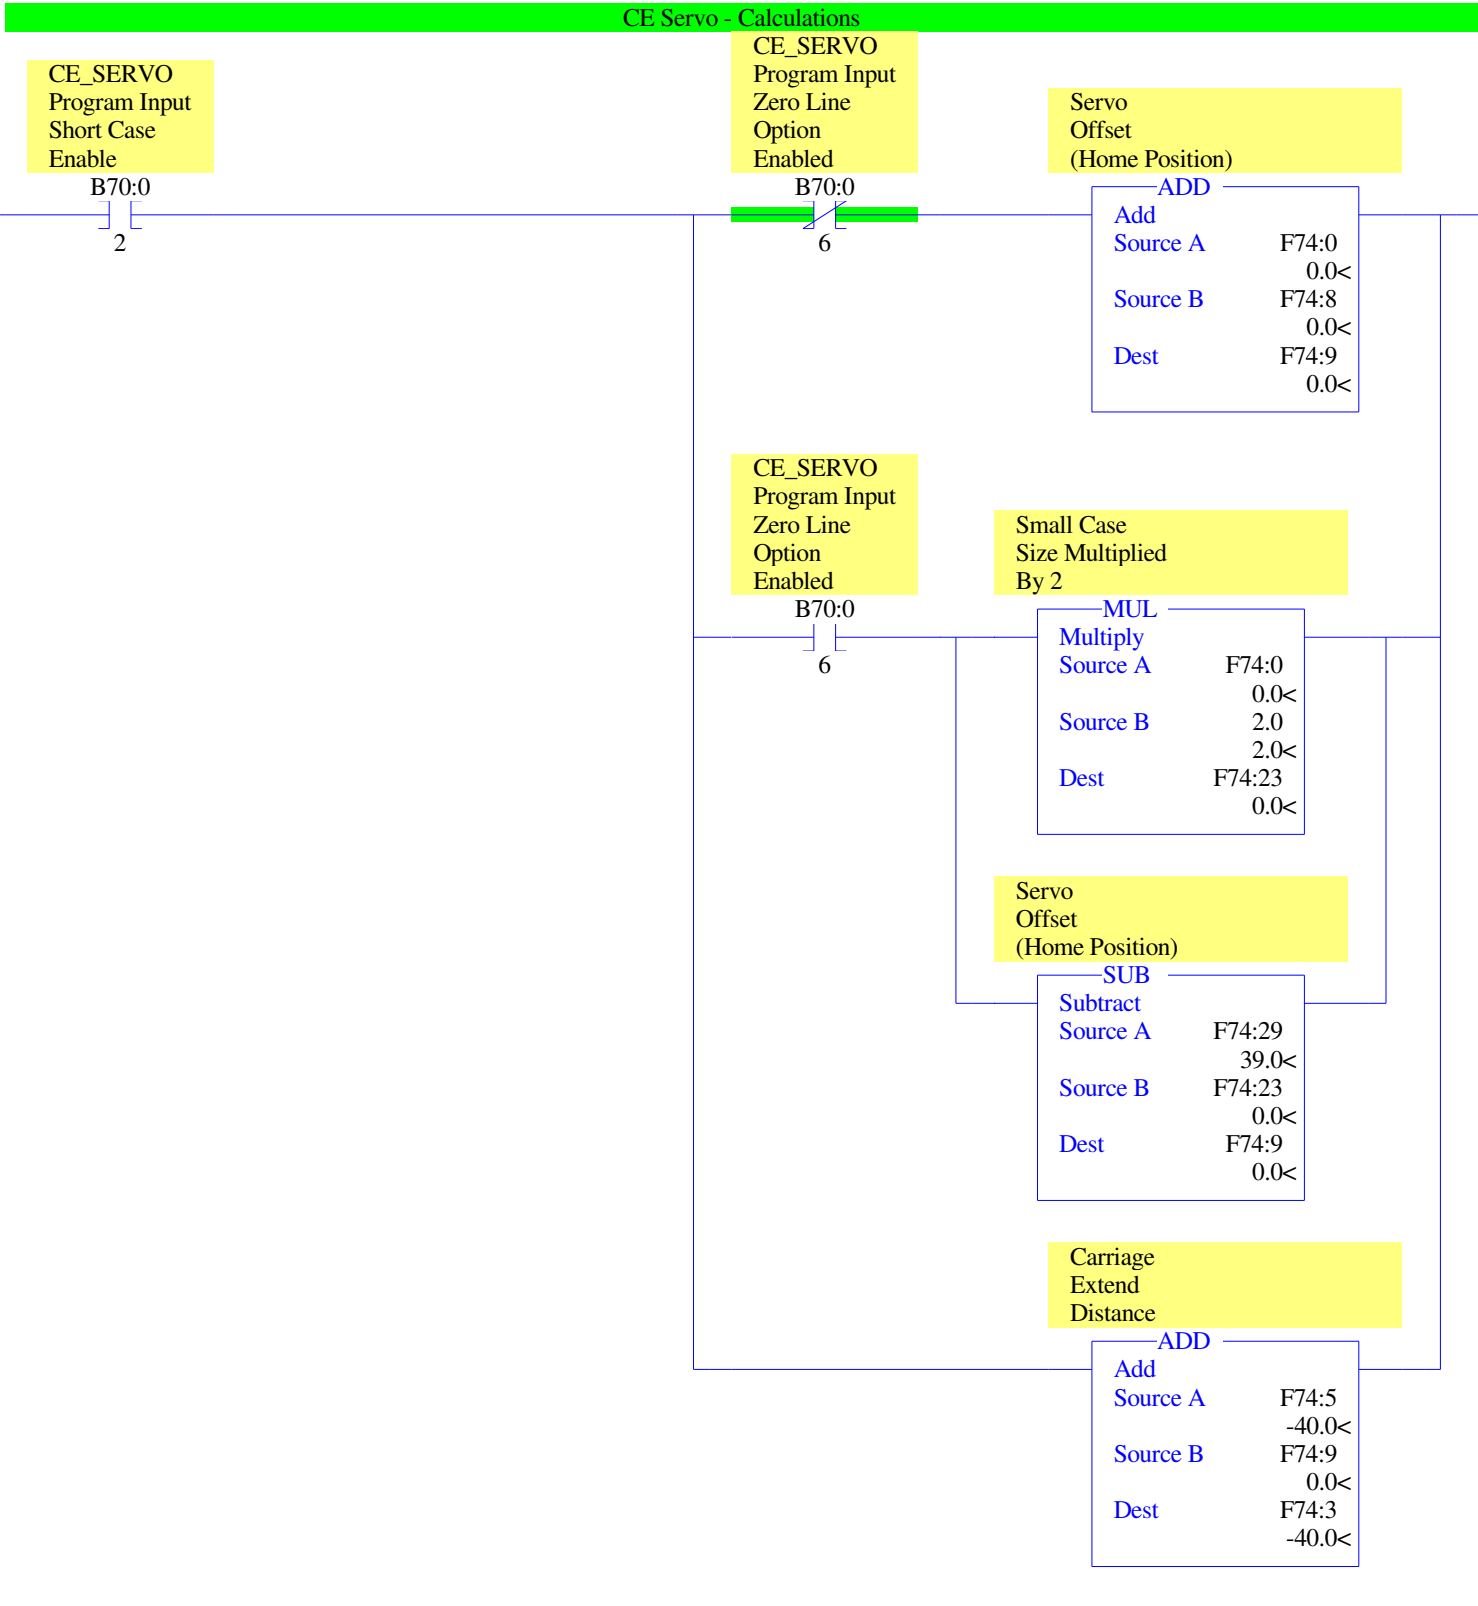 CE Servo - Calculations
CE_SERVO
Program Input
Short Case
Enable
B70:0
2
CE_SERVO
Program Input
Zero Line
Option
Enabled
B70:0
6
Servo
Offset
(Home Position)
ADD
Add
Source A F74:0
0.0<
Source B F74:8
0.0<
Dest F74:9
0.0<
CE_SERVO
Program Input
Zero Line
Option
Enabled
B70:0
6
Small Case
Size Multiplied
By 2
MUL
Multiply
Source A F74:0
0.0<
Source B 2.0
2.0<
Dest F74:23
0.0<
Servo
Offset
(Home Position)
SUB
Subtract
Source A F74:29
39.0<
Source B F74:23
0.0<
Dest F74:9
0.0<
Carriage
Extend
Distance
ADD
Add
Source A F74:5
-40.0<
Source B F74:9
0.0<
Dest F74:3
-40.0<